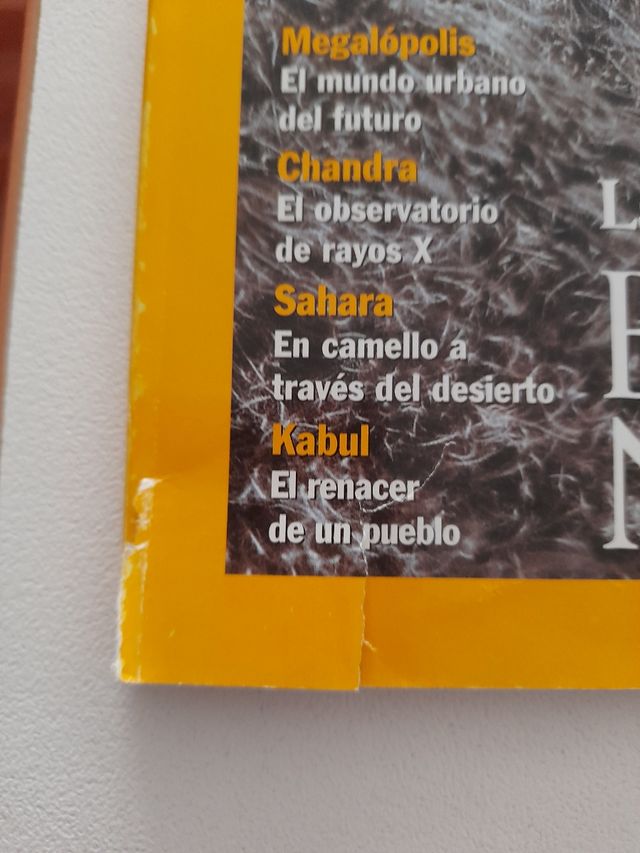 Megalópolis
El mundo urbano
del futuro
Chandra
El observatorio
de rayos X
Sahara
En camello a
través del desierto
Kabul
El renacer
de un pueblo